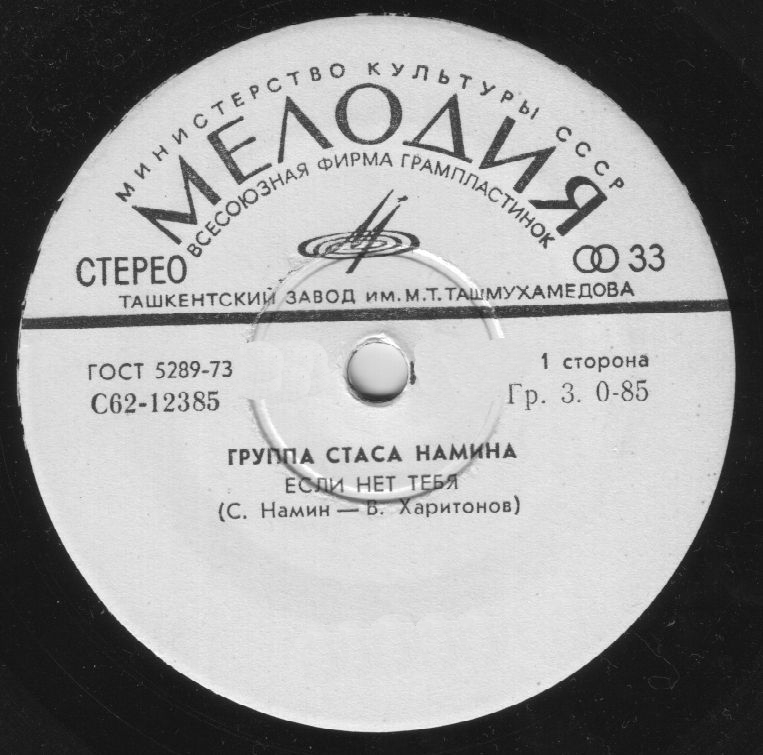 МИНИСТЕРСТВО КУЛЬТУРЫ СССР
МЕЛОДИЯ
ВСЕСОЮЗНАЯ ФИРМА ГРАМПЛАСТИНОК
СТЕРЕО
33
ТАШКЕНТСКИЙ ЗАВОД ИМ. М.Т. ТАШМУХАМЕДОВА
ГОСТ 5289-73
1 сторона
С62-12385
Гр. 3. 0-85
ГРУППА СТАСА НАМИНА
ЕСЛИ НЕТ ТЕБЯ
(С. Намин — В. Харитонов)